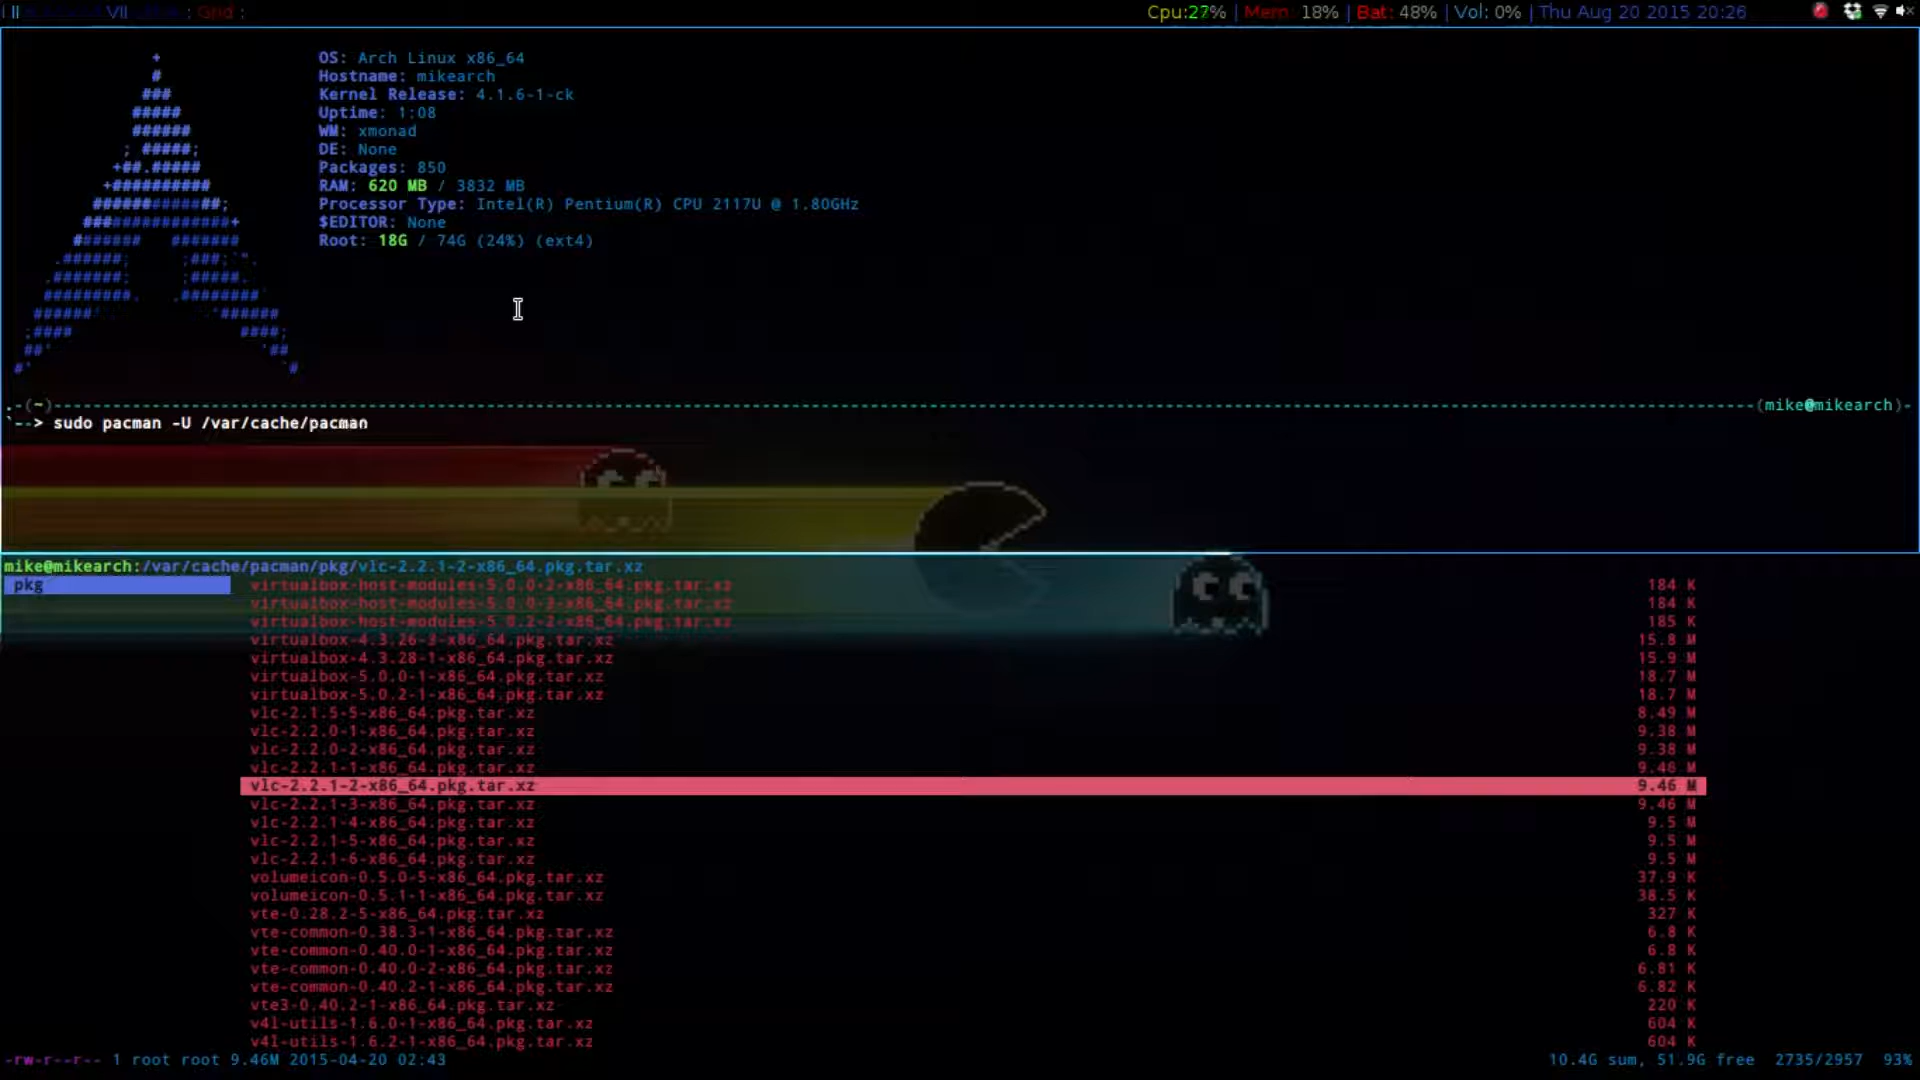 VII : Grid :
Cpu:27% | Mem: 18% | Bat: 48% | Vol: 0% | Thu Aug 20 2015 20:26
OS: Arch Linux x86_64
Hostname: mikearch
Kernel Release: 4.1.6-1-ck
Uptime: 1:08
WM: xmonad
DE: None
Packages: 850
RAM: 620 MB / 3832 MB
Processor Type: Intel(R) Pentium(R) CPU 2117U @ 1.80GHz
$EDITOR: None
Root: 18G / 74G (24%) (ext4)
.-(~)---(mike@mikearch)-
`--> sudo pacman -U /var/cache/pacman
mike@mikearch:/var/cache/pacman/pkg/vlc-2.2.1-2-x86_64.pkg.tar.xz
pkg virtualbox-host-modules-5.0.0-2-x86_64.pkg.tar.xz 184 K
virtualbox-host-modules-5.0.0-3-x86_64.pkg.tar.xz 184 K
virtualbox-host-modules-5.0.2-2-x86_64.pkg.tar.xz 185 K
virtualbox-4.3.26-3-x86_64.pkg.tar.xz 15.8 M
virtualbox-4.3.28-1-x86_64.pkg.tar.xz 15.9 M
virtualbox-5.0.0-1-x86_64.pkg.tar.xz 18.7 M
virtualbox-5.0.2-1-x86_64.pkg.tar.xz 18.7 M
vlc-2.1.5-5-x86_64.pkg.tar.xz 8.49 M
vlc-2.2.0-1-x86_64.pkg.tar.xz 9.38 M
vlc-2.2.0-2-x86_64.pkg.tar.xz 9.38 M
vlc-2.2.1-1-x86_64.pkg.tar.xz 9.46 M
vlc-2.2.1-2-x86_64.pkg.tar.xz 9.46 M
vlc-2.2.1-3-x86_64.pkg.tar.xz 9.46 M
vlc-2.2.1-4-x86_64.pkg.tar.xz 9.5 M
vlc-2.2.1-5-x86_64.pkg.tar.xz 9.5 M
vlc-2.2.1-6-x86_64.pkg.tar.xz 9.5 M
volumeicon-0.5.0-5-x86_64.pkg.tar.xz 37.9 K
volumeicon-0.5.1-1-x86_64.pkg.tar.xz 38.5 K
vte-0.28.2-5-x86_64.pkg.tar.xz 327 K
vte-common-0.38.3-1-x86_64.pkg.tar.xz 6.8 K
vte-common-0.40.0-1-x86_64.pkg.tar.xz 6.8 K
vte-common-0.40.0-2-x86_64.pkg.tar.xz 6.81 K
vte-common-0.40.2-1-x86_64.pkg.tar.xz 6.82 K
vte3-0.40.2-1-x86_64.pkg.tar.xz 220 K
v4l-utils-1.6.0-1-x86_64.pkg.tar.xz 604 K
v4l-utils-1.6.2-1-x86_64.pkg.tar.xz 604 K
-rw-r--r-- 1 root root 9.46M 2015-04-20 02:43 10.4G sum, 51.9G free 2735/2957 93%